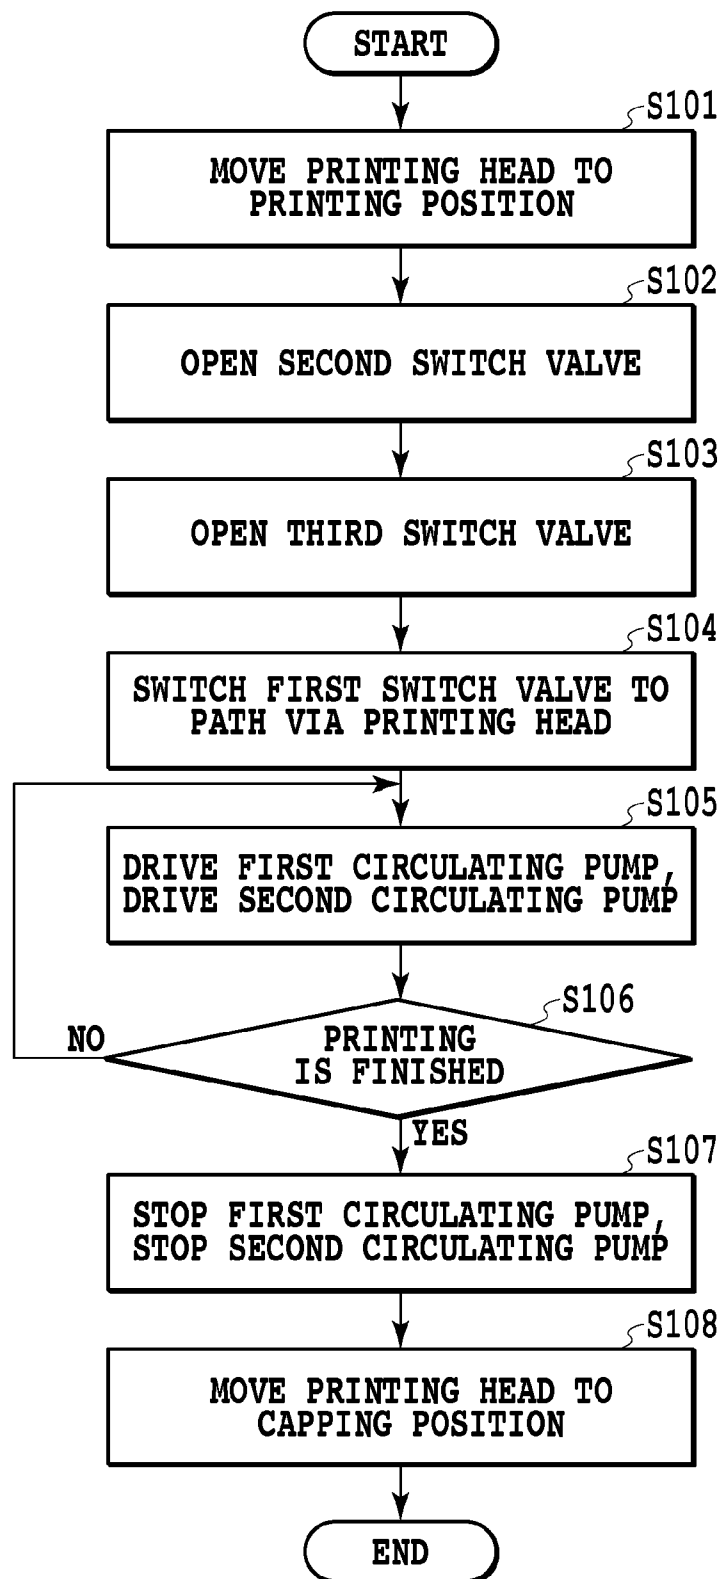 START
S101
MOVE PRINTING HEAD TO
PRINTING POSITION
S102
OPEN SECOND SWITCH VALVE
S103
OPEN THIRD SWITCH VALVE
S104
SWITCH FIRST SWITCH VALVE TO
PATH VIA PRINTING HEAD
S105
DRIVE FIRST CIRCULATING PUMP,
DRIVE SECOND CIRCULATING PUMP
S106
NO
PRINTING
IS FINISHED
YES
S107
STOP FIRST CIRCULATING PUMP,
STOP SECOND CIRCULATING PUMP
S108
MOVE PRINTING HEAD TO
CAPPING POSITION
END